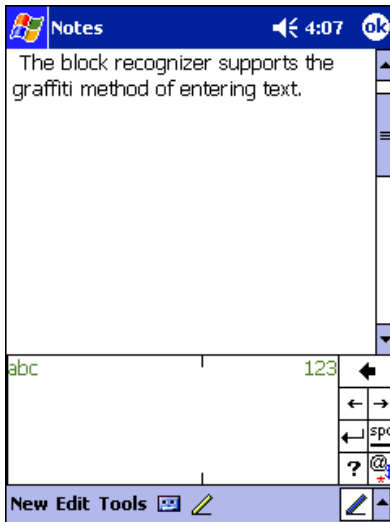 Notes 4:07 ok
The block recognizer supports the
graffiti method of entering text.
abc 123
spc
? @ *
New Edit Tools